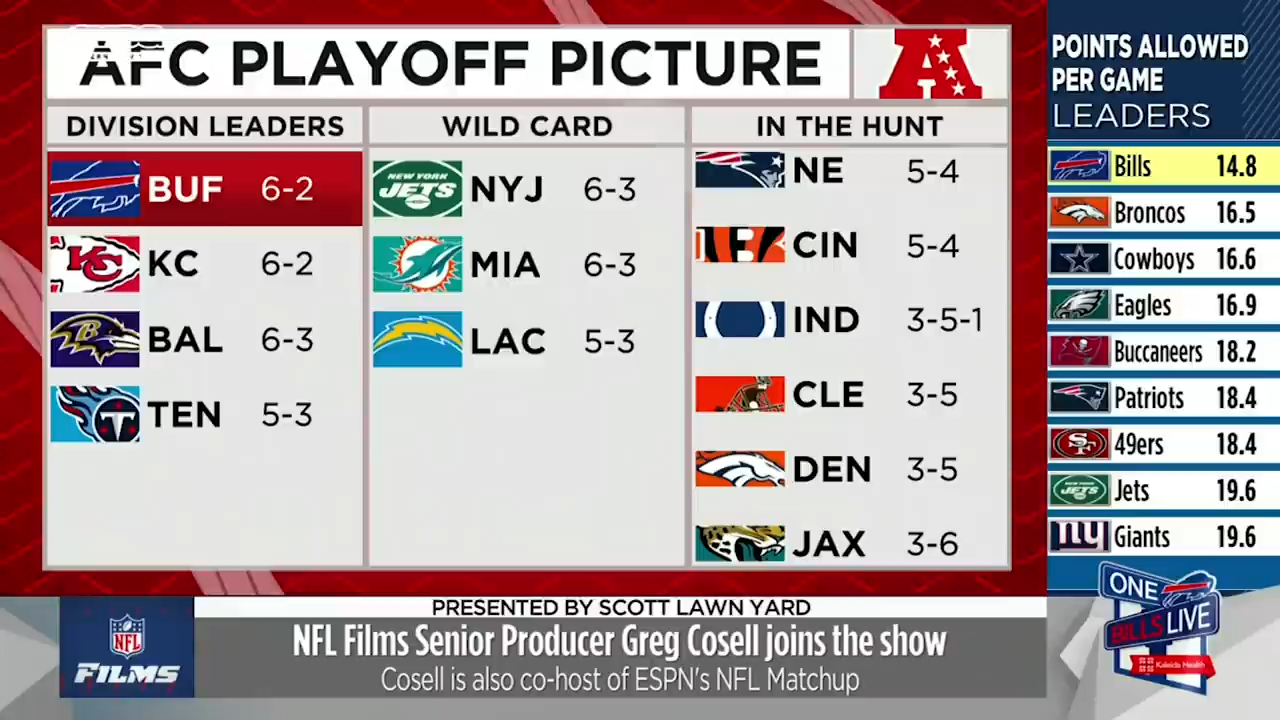 AFC PLAYOFF PICTURE
DIVISION LEADERS
BUF 6-2
KC 6-2
BAL 6-3
TEN 5-3
WILD CARD
NEW YORK JETS NYJ 6-3
MIA 6-3
LAC 5-3
IN THE HUNT
NE 5-4
CIN 5-4
IND 3-5-1
CLE 3-5
DEN 3-5
JAX 3-6
POINTS ALLOWED
PER GAME
LEADERS
Bills 14.8
Broncos 16.5
Cowboys 16.6
Eagles 16.9
Buccaneers 18.2
Patriots 18.4
49ers 18.4
Jets 19.6
Giants 19.6
PRESENTED BY SCOTT LAWN YARD
NFL Films Senior Producer Greg Cosell joins the show
Cosell is also co-host of ESPN's NFL Matchup
NFL
FILMS
ONE
BILLS LIVE
Kaleida Health